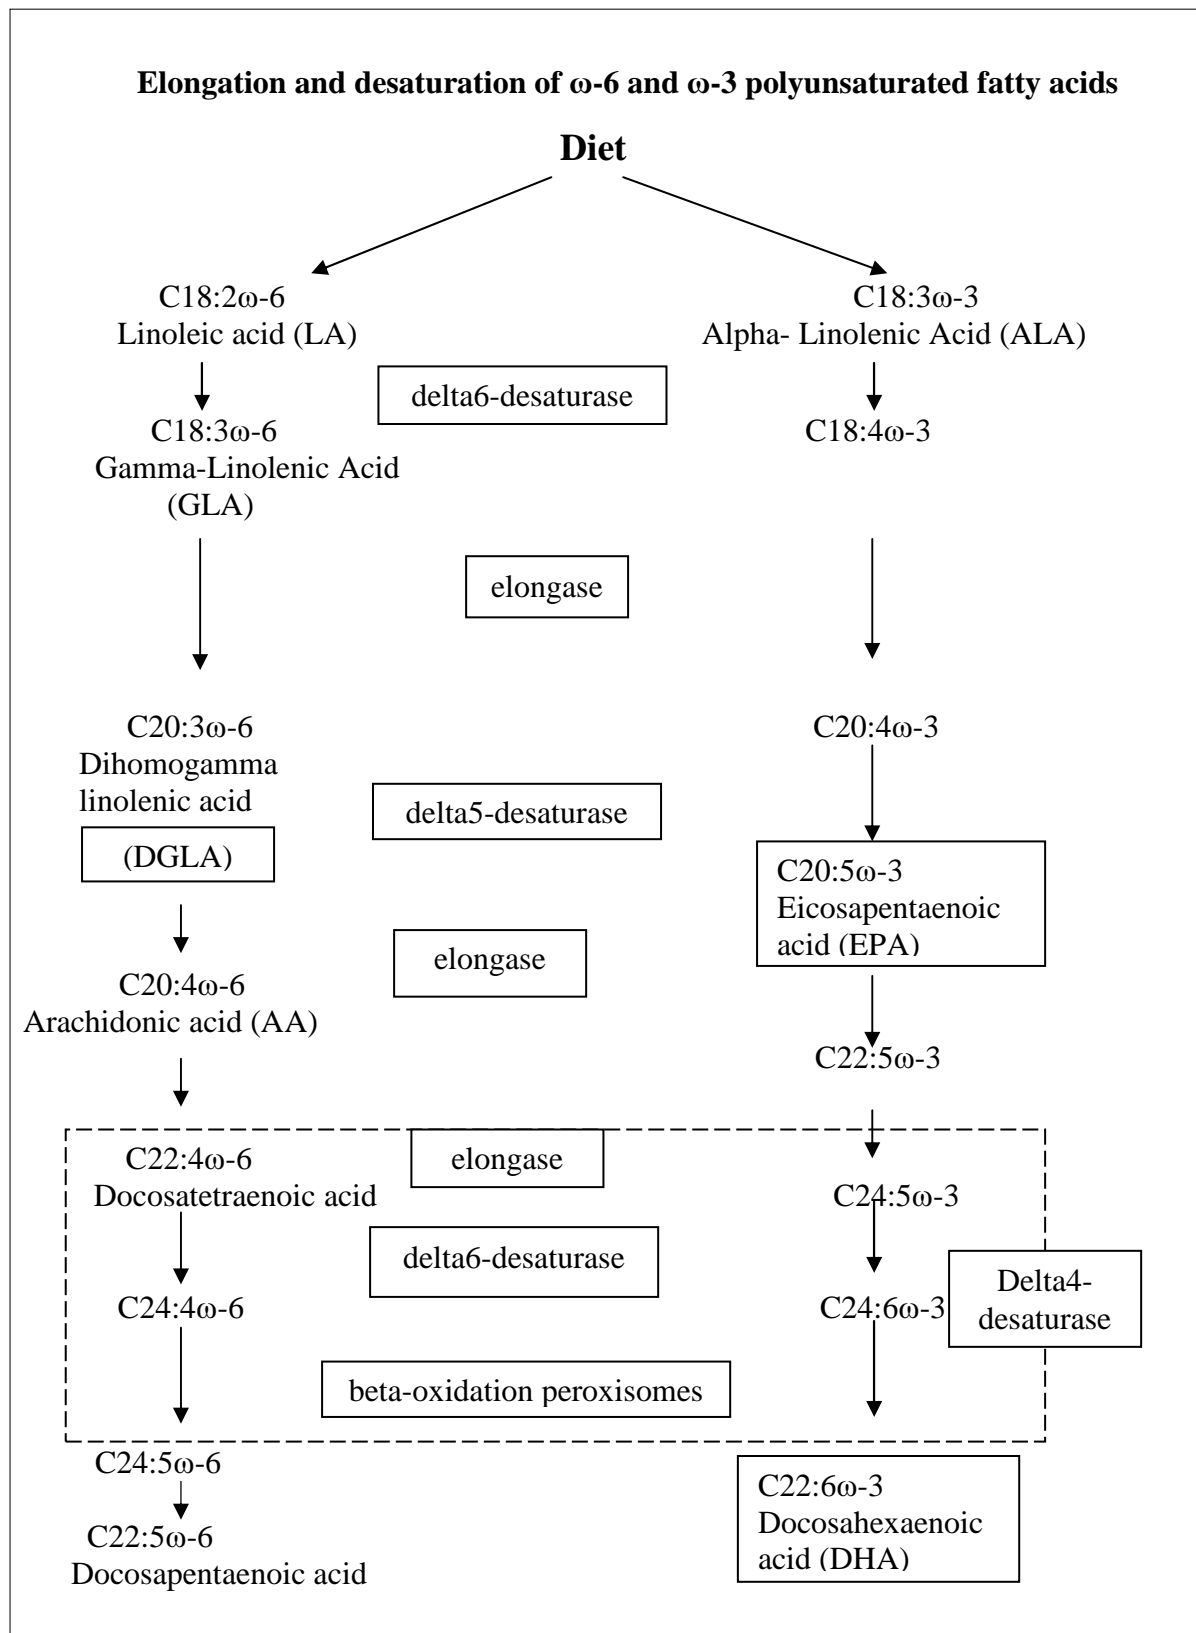 Elongation and desaturation of ω-6 and ω-3 polyunsaturated fatty acids
Diet
C18:2ω-6
Linoleic acid (LA)
C18:3ω-3
Alpha- Linolenic Acid (ALA)
delta6-desaturase
C18:3ω-6
Gamma-Linolenic Acid
(GLA)
C18:4ω-3
elongase
C20:3ω-6
Dihomogamma
linolenic acid
(DGLA)
C20:4ω-3
delta5-desaturase
C20:5ω-3
Eicosapentaenoic
acid (EPA)
elongase
C20:4ω-6
Arachidonic acid (AA)
C22:5ω-3
C22:4ω-6
Docosatetraenoic acid
elongase
C24:5ω-3
delta6-desaturase
Delta4-
desaturase
C24:4ω-6
C24:6ω-3
beta-oxidation peroxisomes
C24:5ω-6
C22:5ω-6
Docosapentaenoic acid
C22:6ω-3
Docosahexaenoic
acid (DHA)